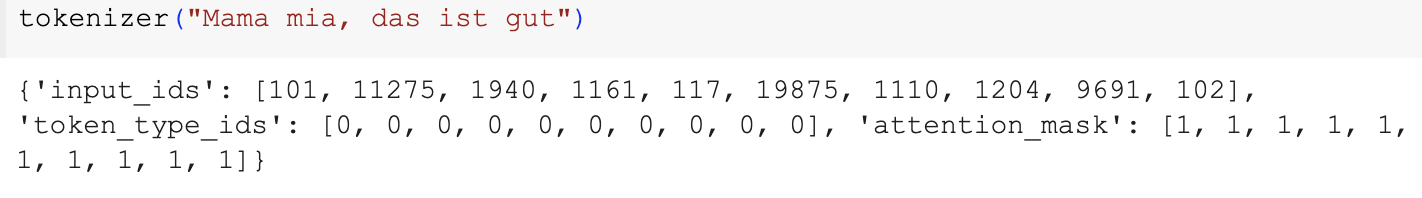 tokenizer("Mama mia, das ist gut")
{'input_ids': [101, 11275, 1940, 1161, 117, 19875, 1110, 1204, 9691, 102],
'token_type_ids': [0, 0, 0, 0, 0, 0, 0, 0, 0, 0], 'attention_mask': [1, 1, 1, 1, 1,
1, 1, 1, 1, 1]}